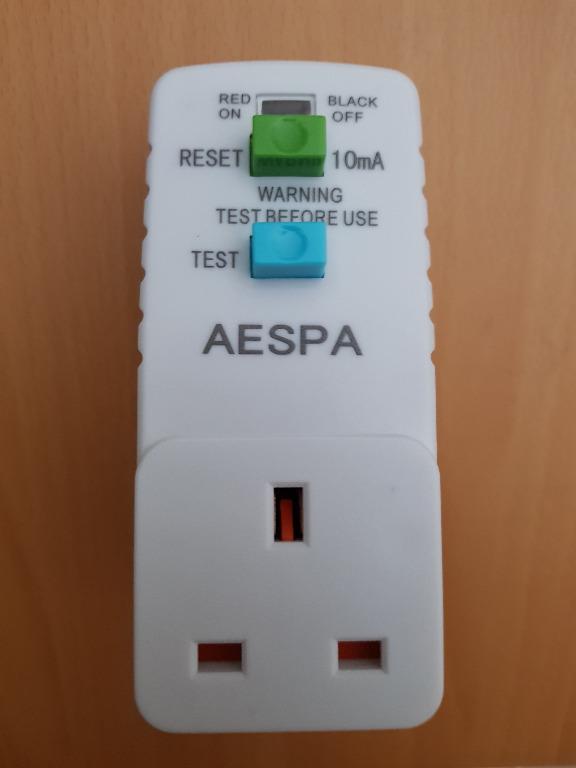 RED ON
BLACK OFF
RESET 10mA
WARNING
TEST BEFORE USE
TEST
AESPA